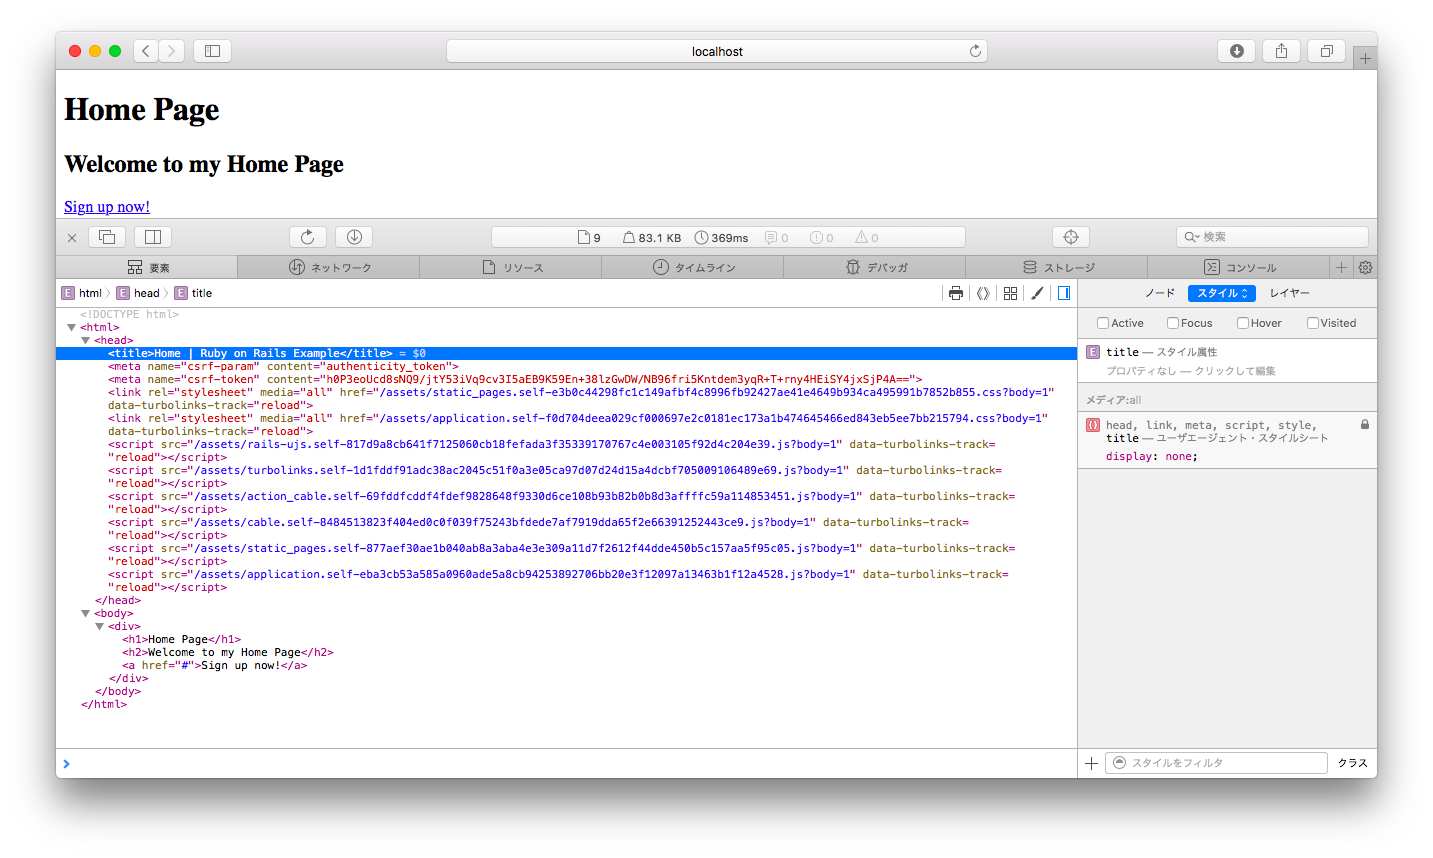 localhost
Home Page
Welcome to my Home Page
Sign up now!
9 83.1 KB 369ms 0 0 0 検索
要素 ネットワーク リソース タイムライン デバッガ ストレージ コンソール
E html E head E title ノード スタイル レイヤー
Active Focus Hover Visited
<!DOCTYPE html>
<html>
<head>
<title>Home | Ruby on Rails Example</title> = $0
<meta name="csrf-param" content="authenticity_token">
<meta name="csrf-token" content="h0P3eoUcd8sNQ9/jtY53iVq9cv3I5aEB9K59En+38lzGwDW/NB96fri5Kntdem3yqR+T+rny4HEiSY4jxSjP4A==">
<link rel="stylesheet" media="all" href="/assets/static_pages.self-e3b0c44298fc1c149afbf4c8996fb92427ae41e4649b934ca495991b7852b855.css?body=1"
data-turbolinks-track="reload">
<link rel="stylesheet" media="all" href="/assets/application.self-f0d704deea029cf000697e2c0181ec173a1b474645466ed843eb5ee7bb215794.css?body=1"
data-turbolinks-track="reload">
<script src="/assets/rails-ujs.self-817d9a8cb641f7125060cb18fefada3f35339170767c4e003105f92d4c204e39.js?body=1" data-turbolinks-track=
"reload"></script>
<script src="/assets/turbolinks.self-1d1fddf91adc38ac2045c51f0a3e05ca97d07d24d15a4dcbf705009106489e69.js?body=1" data-turbolinks-track=
"reload"></script>
<script src="/assets/action_cable.self-69fddfcddf4fdef9828648f9330d6ce108b93b82b0b8d3affffc59a114853451.js?body=1" data-turbolinks-track=
"reload"></script>
<script src="/assets/cable.self-8484513823f404ed0c0f039f75243bfdede7af7919dda65f2e66391252443ce9.js?body=1" data-turbolinks-track=
"reload"></script>
<script src="/assets/static_pages.self-877aef30ae1b040ab8a3aba4e3e309a11d7f2612f44dde450b5c157aa5f95c05.js?body=1" data-turbolinks-track=
"reload"></script>
<script src="/assets/application.self-eba3cb53a585a0960ade5a8cb94253892706bb20e3f12097a13463b1f12a4528.js?body=1" data-turbolinks-track=
"reload"></script>
</head>
<body>
<div>
<h1>Home Page</h1>
<h2>Welcome to my Home Page</h2>
<a href="#">Sign up now!</a>
</div>
</body>
</html>
E title — スタイル属性
プロパティなし — クリックして編集
メディア:all
{} head, link, meta, script, style,
title — ユーザエージェント・スタイルシート
display: none;
スタイルをフィルタ クラス